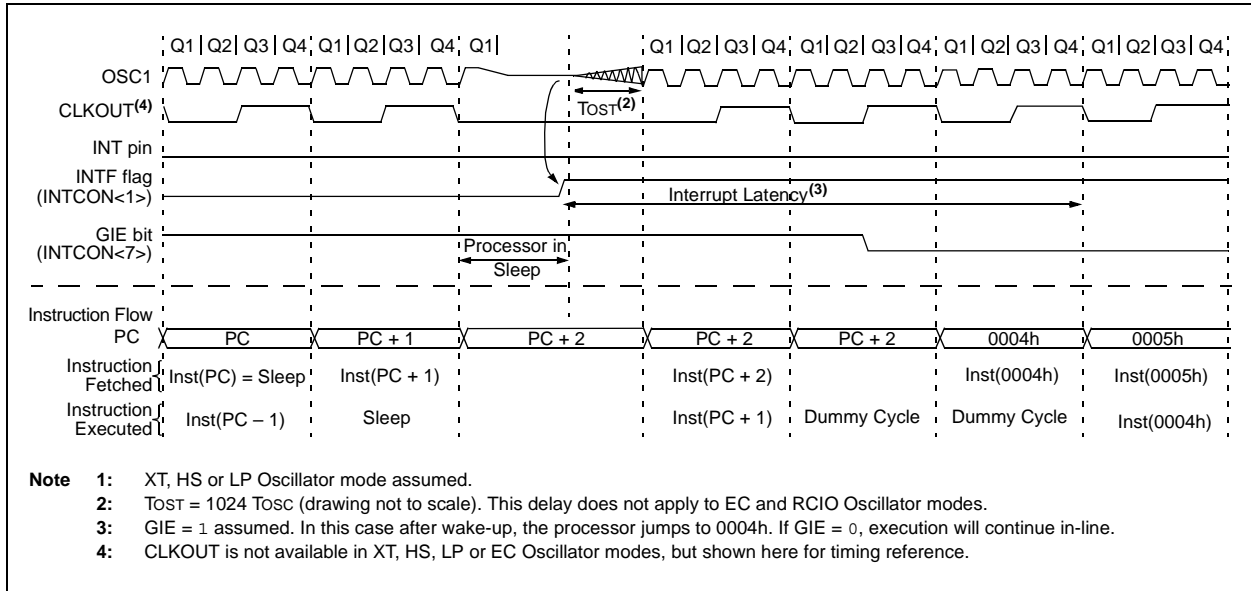 Q1 Q2 Q3 Q4 Q1 Q2 Q3 Q4 Q1 Q1 Q2 Q3 Q4 Q1 Q2 Q3 Q4 Q1 Q2 Q3 Q4 Q1 Q2 Q3 Q4
OSC1
CLKOUT(4)
TOST(2)
INT pin
INTF flag
(INTCON<1>)
Interrupt Latency(3)
GIE bit
(INTCON<7>)
Processor in
Sleep
Instruction Flow
PC PC PC + 1 PC + 2 PC + 2 PC + 2 0004h 0005h
Instruction
Fetched
Inst(PC) = Sleep Inst(PC + 1) Inst(PC + 2) Inst(0004h) Inst(0005h)
Instruction
Executed
Inst(PC – 1) Sleep Inst(PC + 1) Dummy Cycle Dummy Cycle Inst(0004h)
Note 1: XT, HS or LP Oscillator mode assumed.
2: TOST = 1024 TOSC (drawing not to scale). This delay does not apply to EC and RCIO Oscillator modes.
3: GIE = 1 assumed. In this case after wake-up, the processor jumps to 0004h. If GIE = 0, execution will continue in-line.
4: CLKOUT is not available in XT, HS, LP or EC Oscillator modes, but shown here for timing reference.